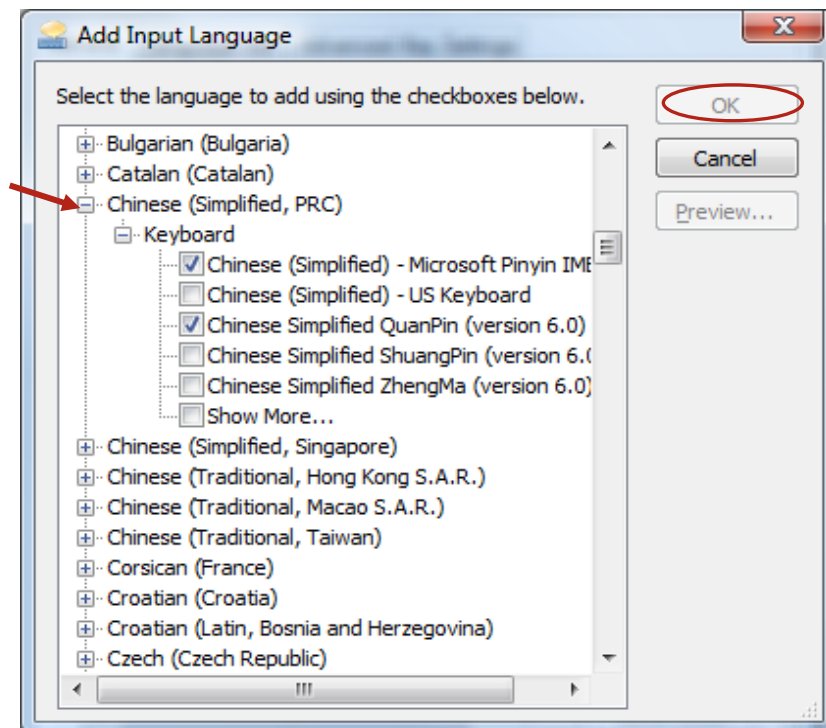 Add Input Language
Select the language to add using the checkboxes below.
OK
Cancel
Preview...
Bulgarian (Bulgaria)
Catalan (Catalan)
Chinese (Simplified, PRC)
Keyboard
Chinese (Simplified) - Microsoft Pinyin IME
Chinese (Simplified) - US Keyboard
Chinese Simplified QuanPin (version 6.0)
Chinese Simplified ShuangPin (version 6.0
Chinese Simplified ZhengMa (version 6.0)
Show More...
Chinese (Simplified, Singapore)
Chinese (Traditional, Hong Kong S.A.R.)
Chinese (Traditional, Macao S.A.R.)
Chinese (Traditional, Taiwan)
Corsican (France)
Croatian (Croatia)
Croatian (Latin, Bosnia and Herzegovina)
Czech (Czech Republic)